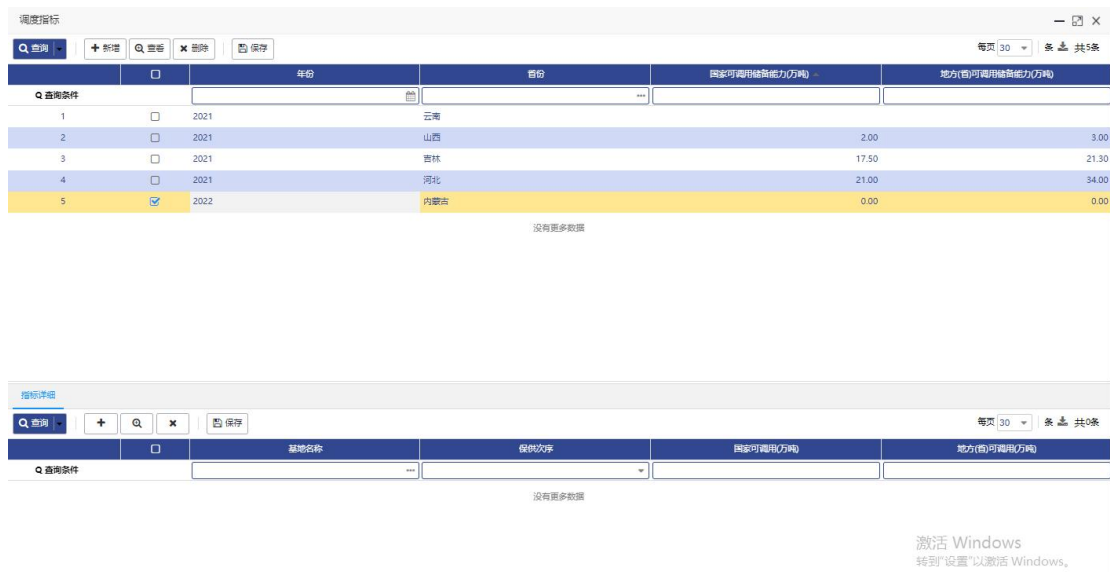 调度指标
查询 新增 查看 删除 保存 每页 30 条 共5条
年份 省份 国家可调用储备能力(万吨) 地方(省)可调用储备能力(万吨)
查询条件
1 2021 云南
2 2021 山西 2.00 3.00
3 2021 吉林 17.50 21.30
4 2021 河北 21.00 34.00
5 2022 内蒙古 0.00 0.00
没有更多数据
指标详细
查询 保存 每页 30 条 共0条
基地名称 保供次序 国家可调用(万吨) 地方(省)可调用(万吨)
查询条件
没有更多数据
激活 Windows
转到"设置"以激活 Windows。